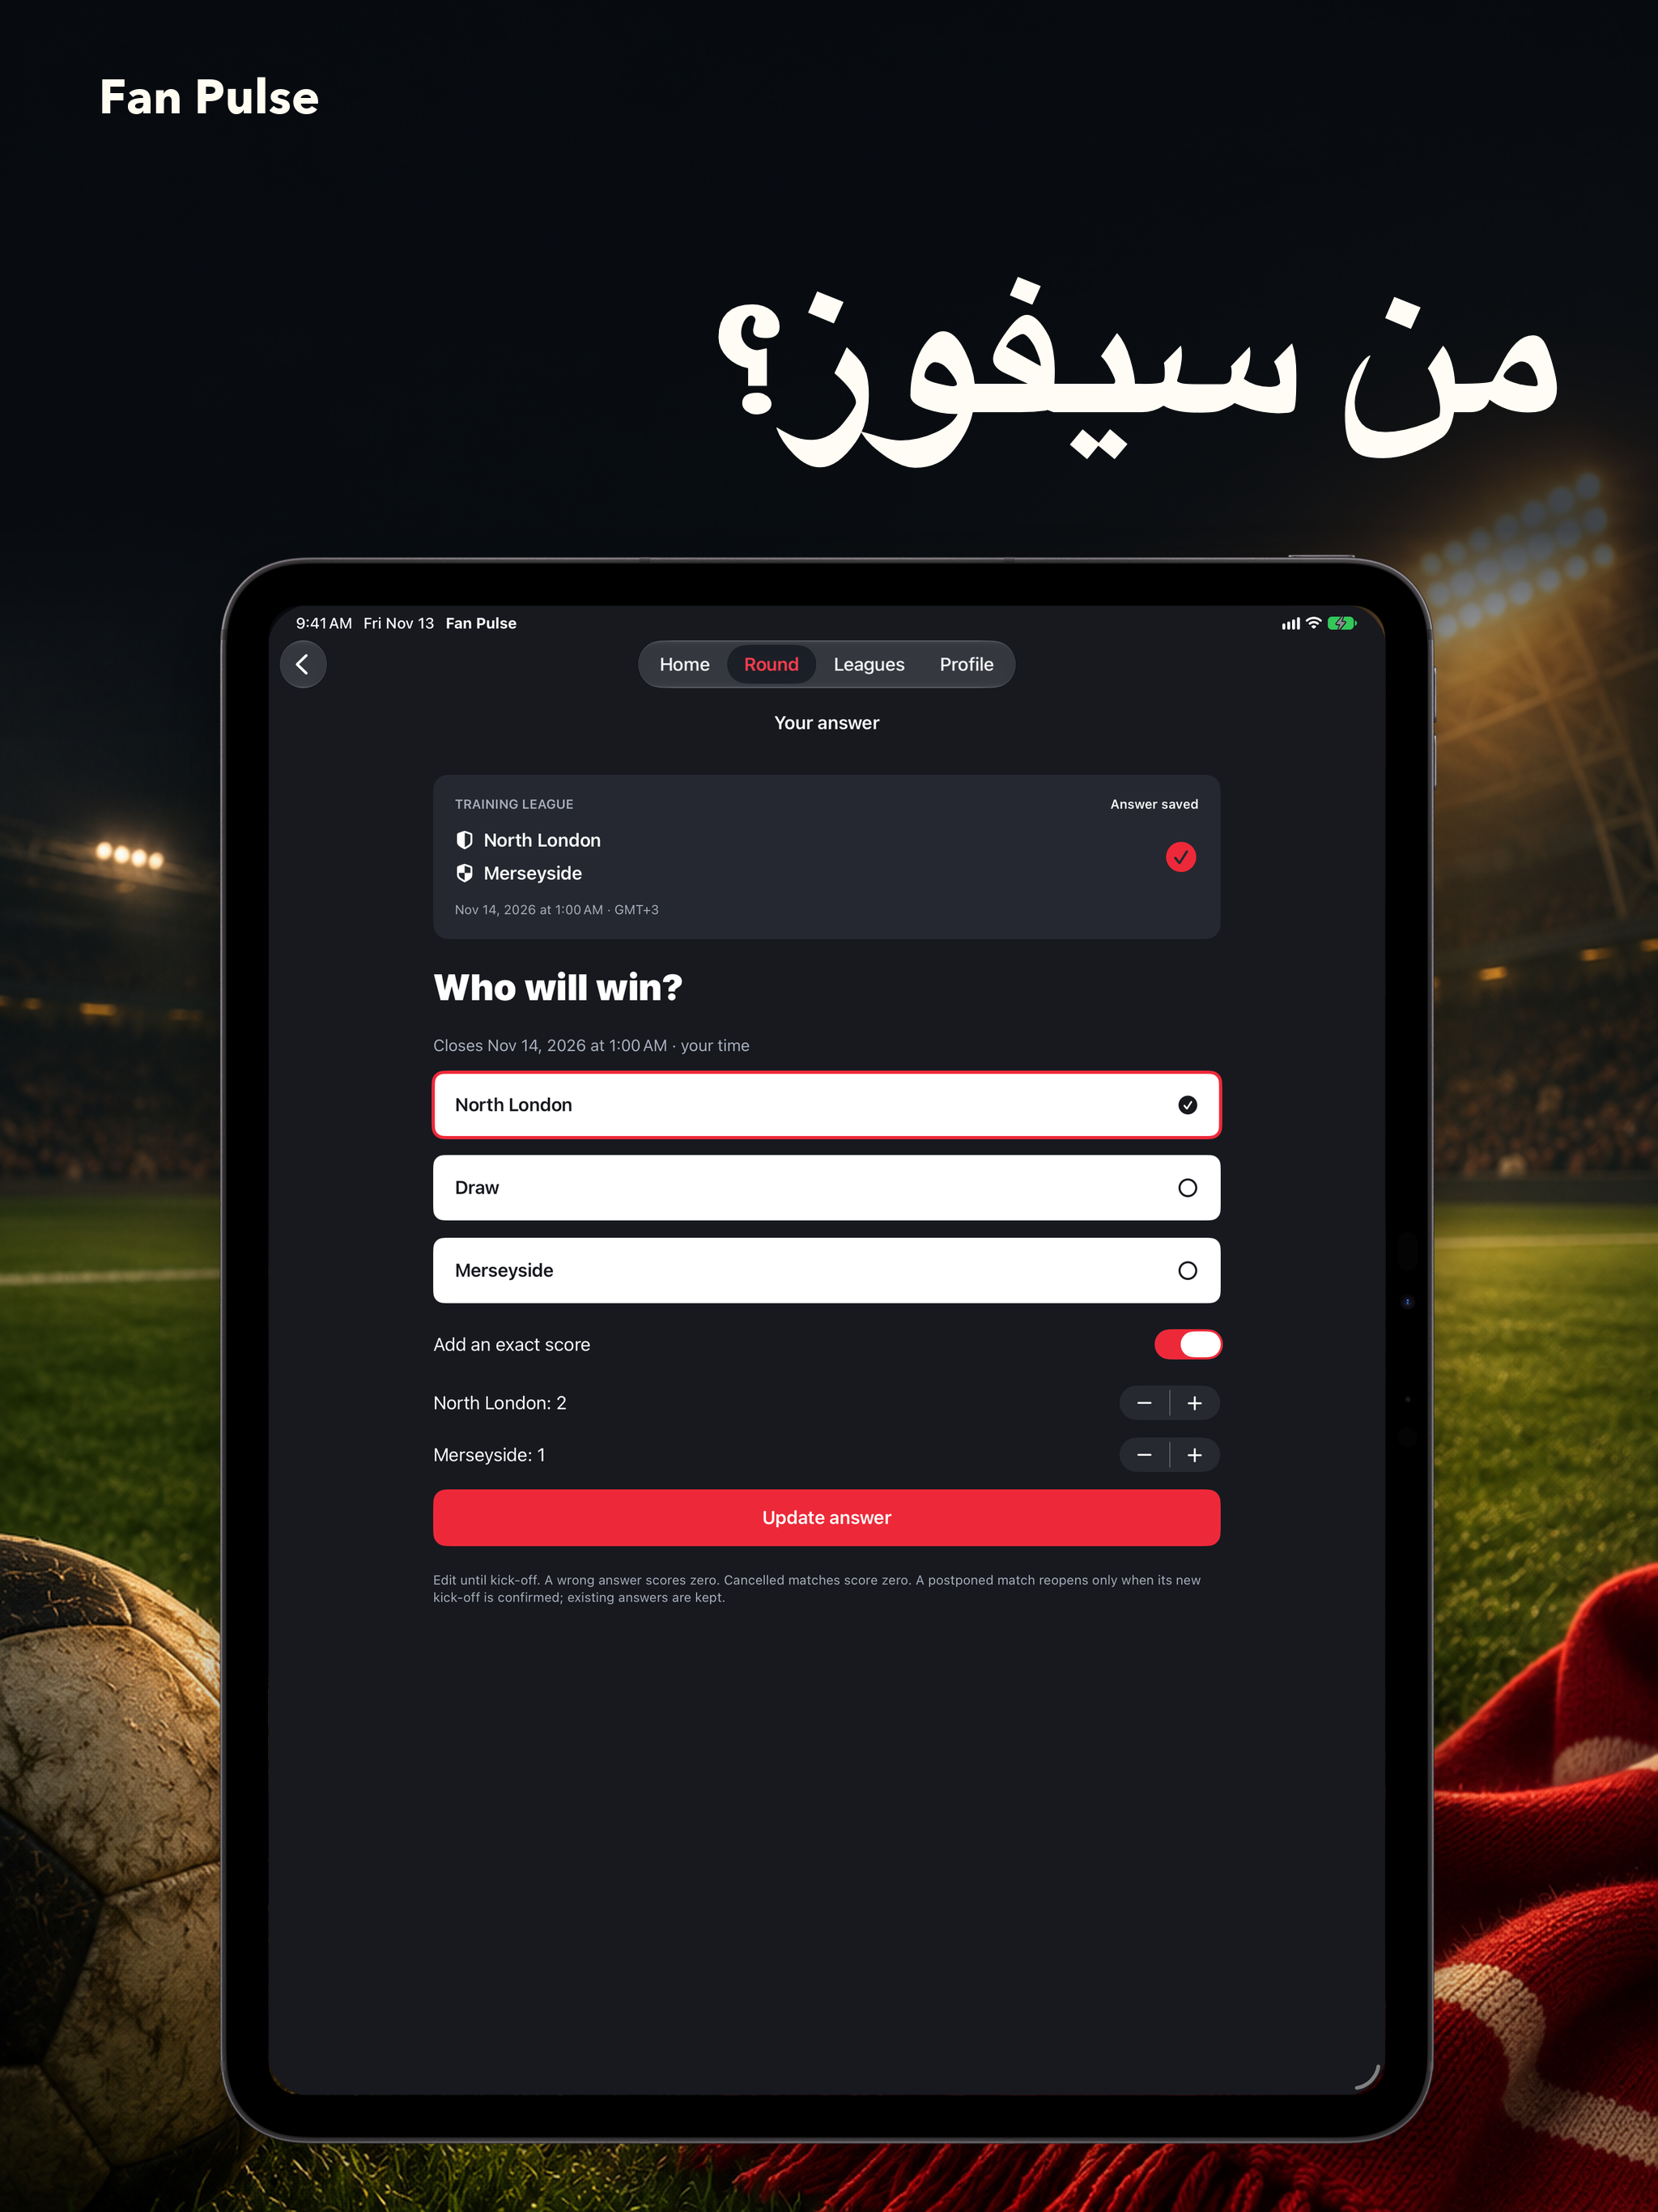 Fan Pulse
من سيفوز؟
9:41 AM Fri Nov 13 Fan Pulse
Home Round Leagues Profile
Your answer
TRAINING LEAGUE Answer saved
North London
Merseyside
Nov 14, 2026 at 1:00 AM · GMT+3
Who will win?
Closes Nov 14, 2026 at 1:00 AM · your time
North London
Draw
Merseyside
Add an exact score
North London: 2
Merseyside: 1
Update answer
Edit until kick-off. A wrong answer scores zero. Cancelled matches score zero. A postponed match reopens only when its new
kick-off is confirmed; existing answers are kept.